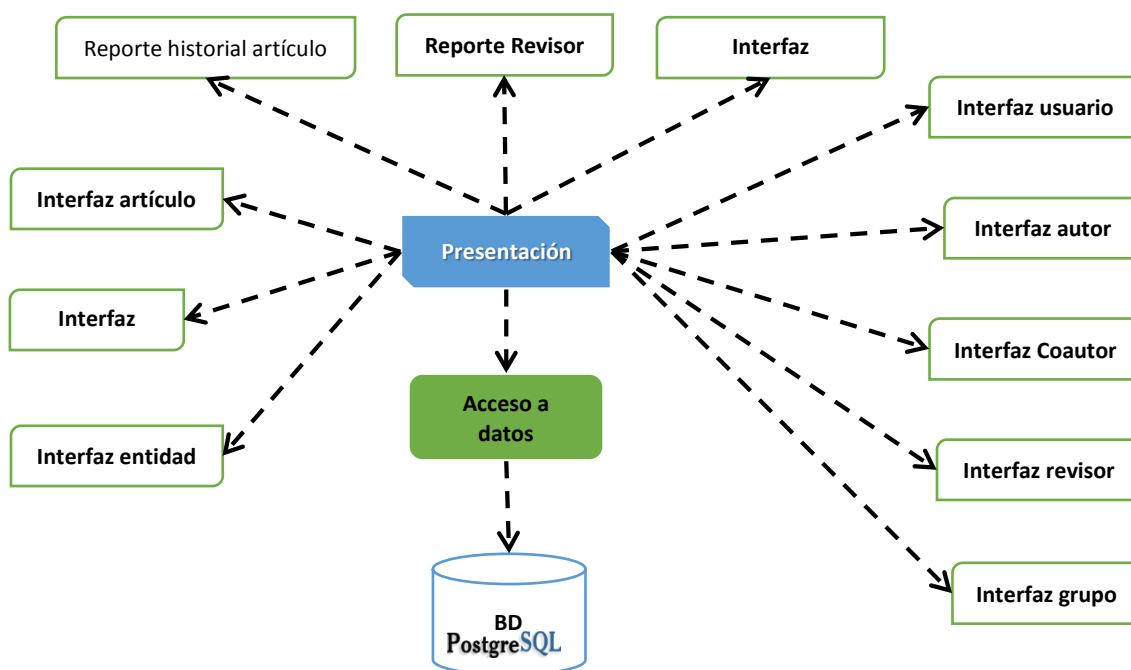 Reporte historial artículo
Reporte Revisor
Interfaz
Interfaz usuario
Interfaz artículo
Interfaz autor
Presentación
Interfaz
Interfaz Coautor
Acceso a
datos
Interfaz entidad
Interfaz revisor
Interfaz grupo
BD
PostgreSQL